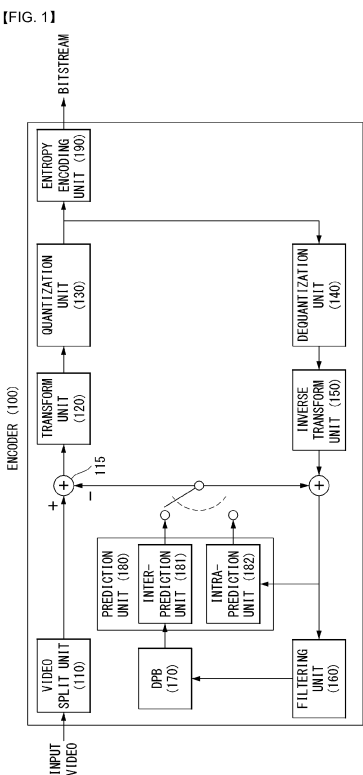 【FIG. 1】
ENCODER (100)
INPUT
VIDEO
VIDEO
SPLIT UNIT
(110)
+
+
−
115
TRANSFORM
UNIT
(120)
QUANTIZATION
UNIT
(130)
ENTROPY
ENCODING
UNIT (190)
BITSTREAM
PREDICTION
UNIT (180)
INTER-
PREDICTION
UNIT (181)
INTRA-
PREDICTION
UNIT (182)
DPB
(170)
FILTERING
UNIT
(160)
+
INVERSE
TRANSFORM
UNIT (150)
DEQUANTIZATION
UNIT
(140)